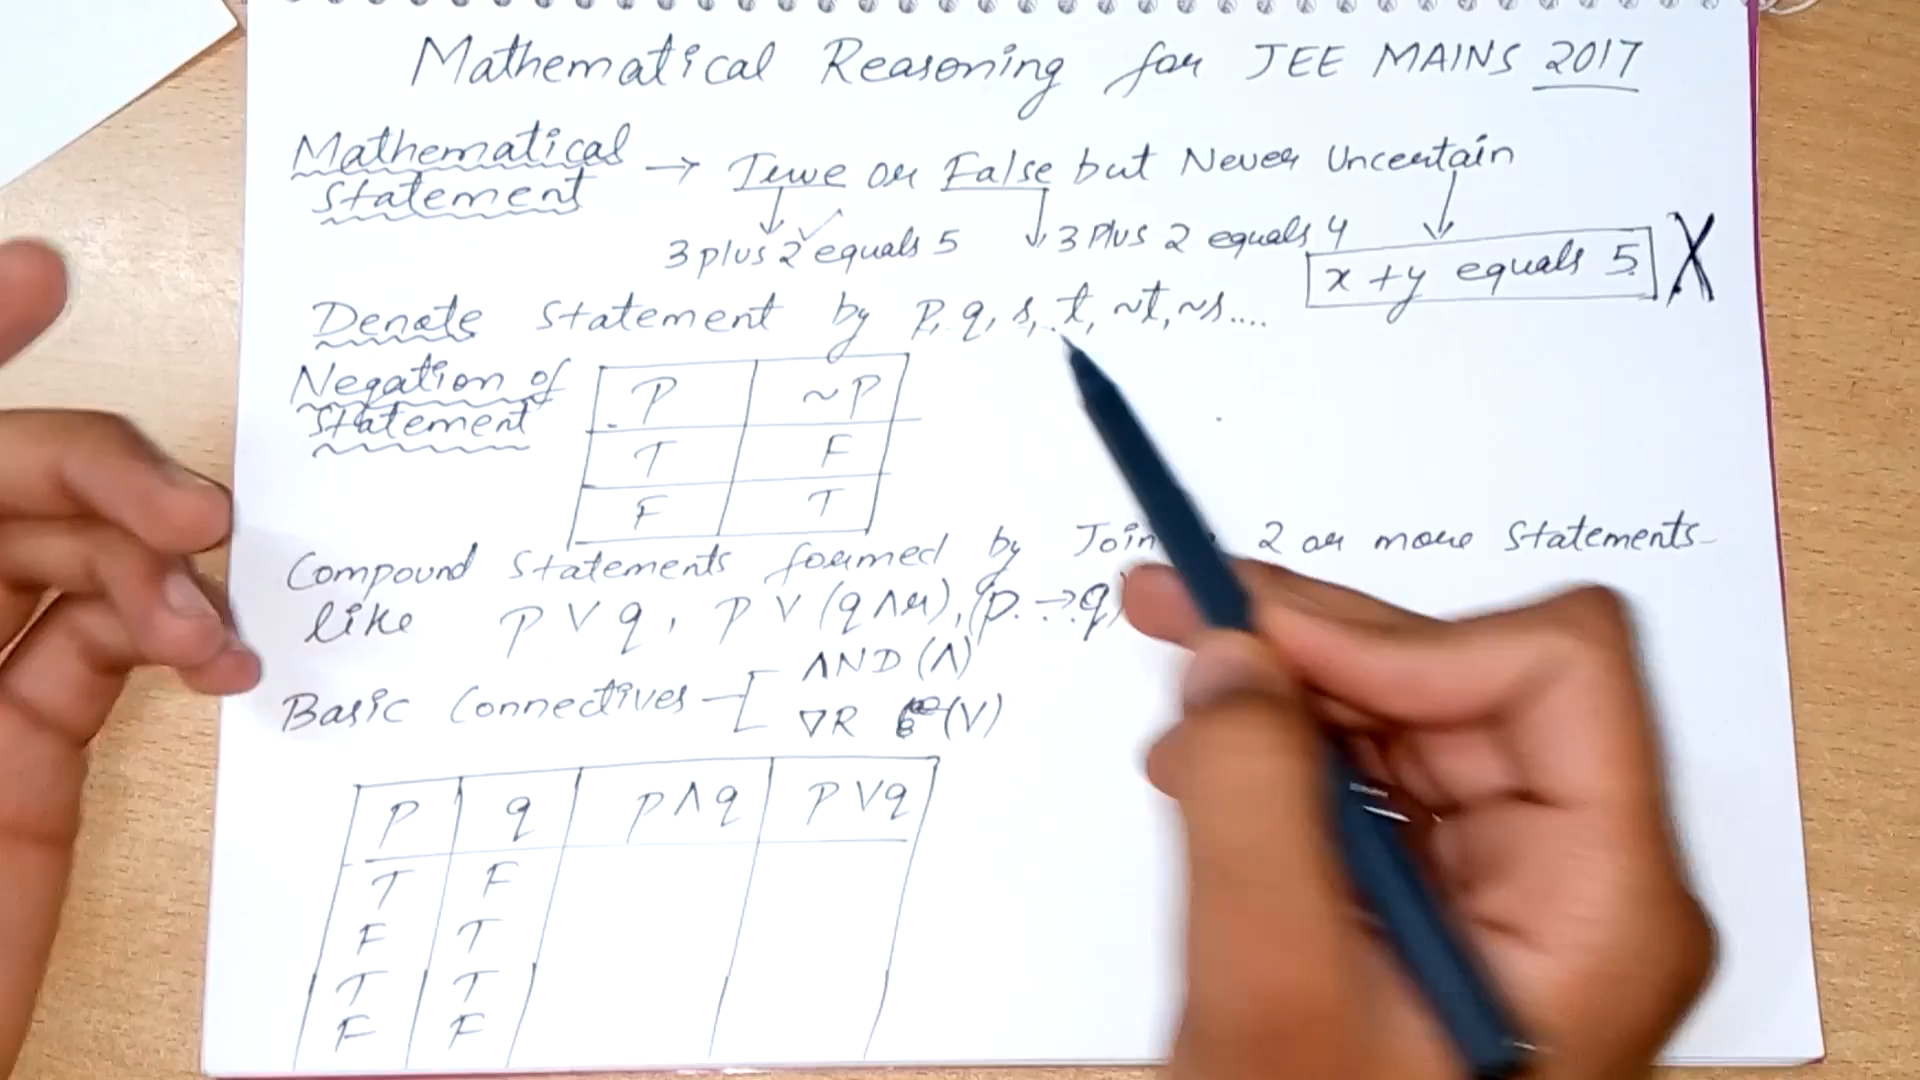 Mathematical Reasoning for JEE MAINS 2017
Mathematical Statement → True or False but Never Uncertain
3 plus 2 equals 5
3 Plus 2 equals 4
x + y equals 5 X
Denote Statement by p, q, s, t, ~t, ~s....
Negation of Statement
P ~P
T F
F T
Compound Statements formed by 2 or more Statements
like p ∨ q, p ∨ (q ∧ r), (p → q)
Basic Connectives
AND (∧)
OR (∨)
p q p ∧ q p ∨ q
T F
F T
T T
F F